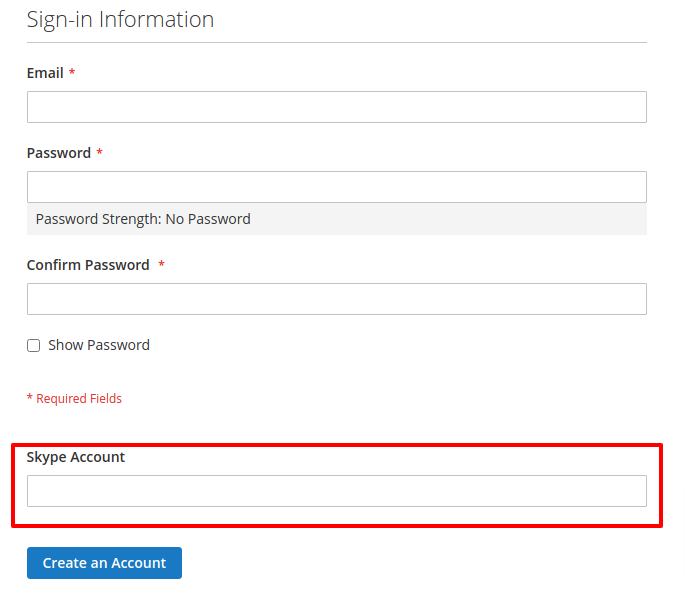 Sign-in Information
Email *
Password *
Password Strength: No Password
Confirm Password *
Show Password
* Required Fields
Skype Account
Create an Account